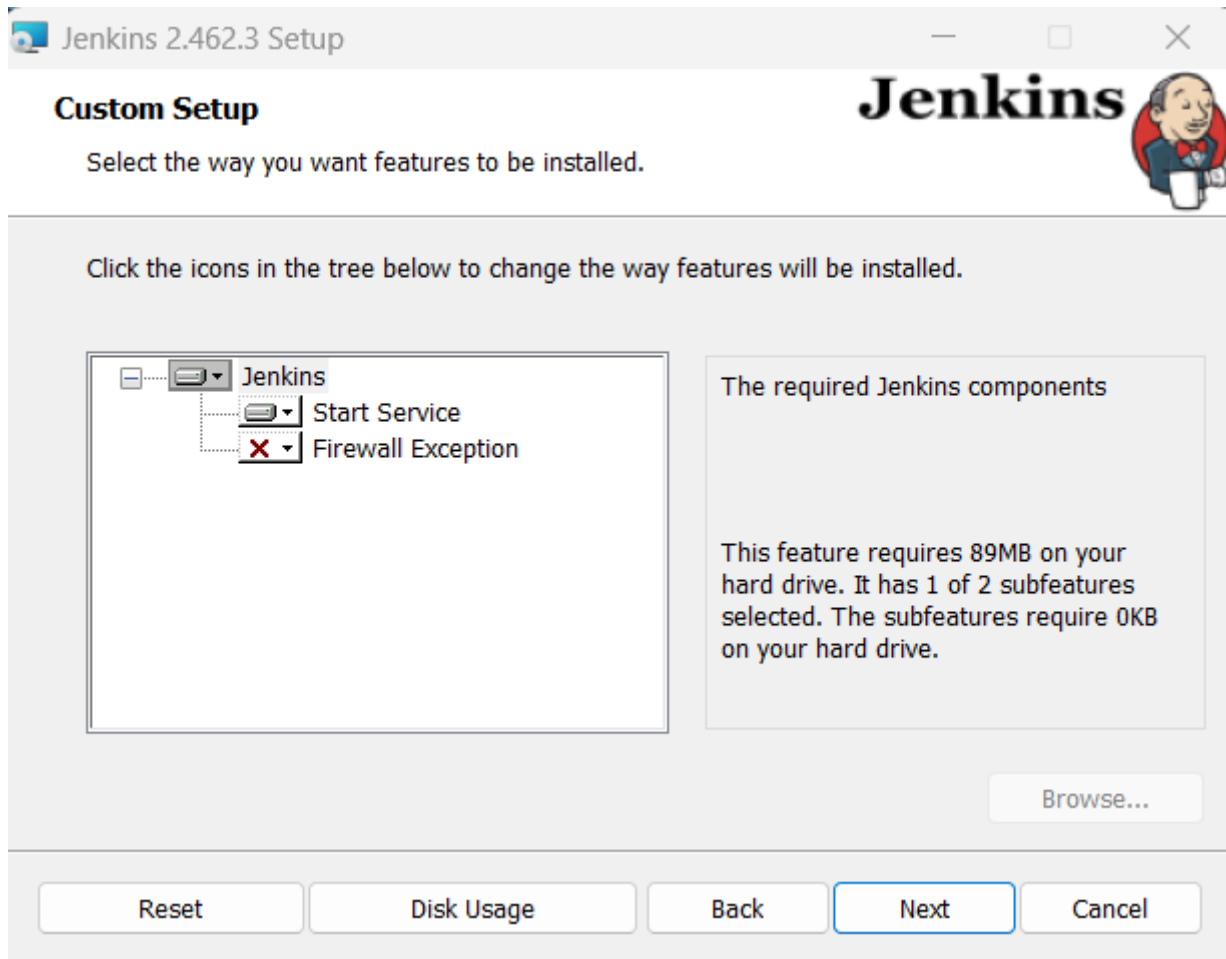 Jenkins 2.462.3 Setup
Custom Setup
Jenkins
Select the way you want features to be installed.
Click the icons in the tree below to change the way features will be installed.
Jenkins
Start Service
Firewall Exception
The required Jenkins components
This feature requires 89MB on your
hard drive. It has 1 of 2 subfeatures
selected. The subfeatures require 0KB
on your hard drive.
Browse...
Reset
Disk Usage
Back
Next
Cancel